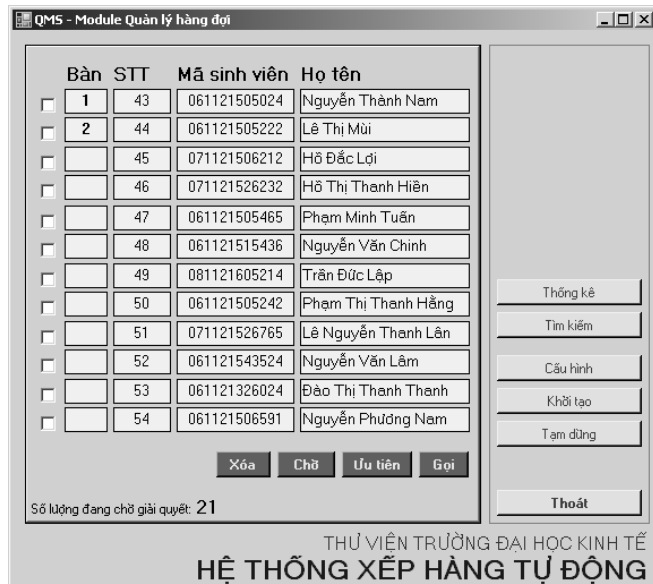 QMS - Module Quản lý hàng đợi
Bàn STT Mã sinh viên Họ tên
1 43 061121505024 Nguyễn Thành Nam
2 44 061121505222 Lê Thị Mùi
45 071121506212 Hồ Đắc Lợi
46 071121526232 Hồ Thị Thanh Hiền
47 061121505465 Phạm Minh Tuấn
48 061121515436 Nguyễn Văn Chinh
49 081121605214 Trần Đức Lập
50 061121505242 Phạm Thị Thanh Hằng
51 071121526765 Lê Nguyễn Thanh Lân
52 061121543524 Nguyễn Văn Lâm
53 061121326024 Đào Thị Thanh Thanh
54 061121506591 Nguyễn Phương Nam
Xóa Chờ Ưu tiên Gọi
Số lượng đang chờ giải quyết: 21
Thống kê
Tìm kiếm
Cấu hình
Khởi tạo
Tạm dừng
Thoát
THƯ VIỆN TRƯỜNG ĐẠI HỌC KINH TẾ
HỆ THỐNG XẾP HÀNG TỰ ĐỘNG